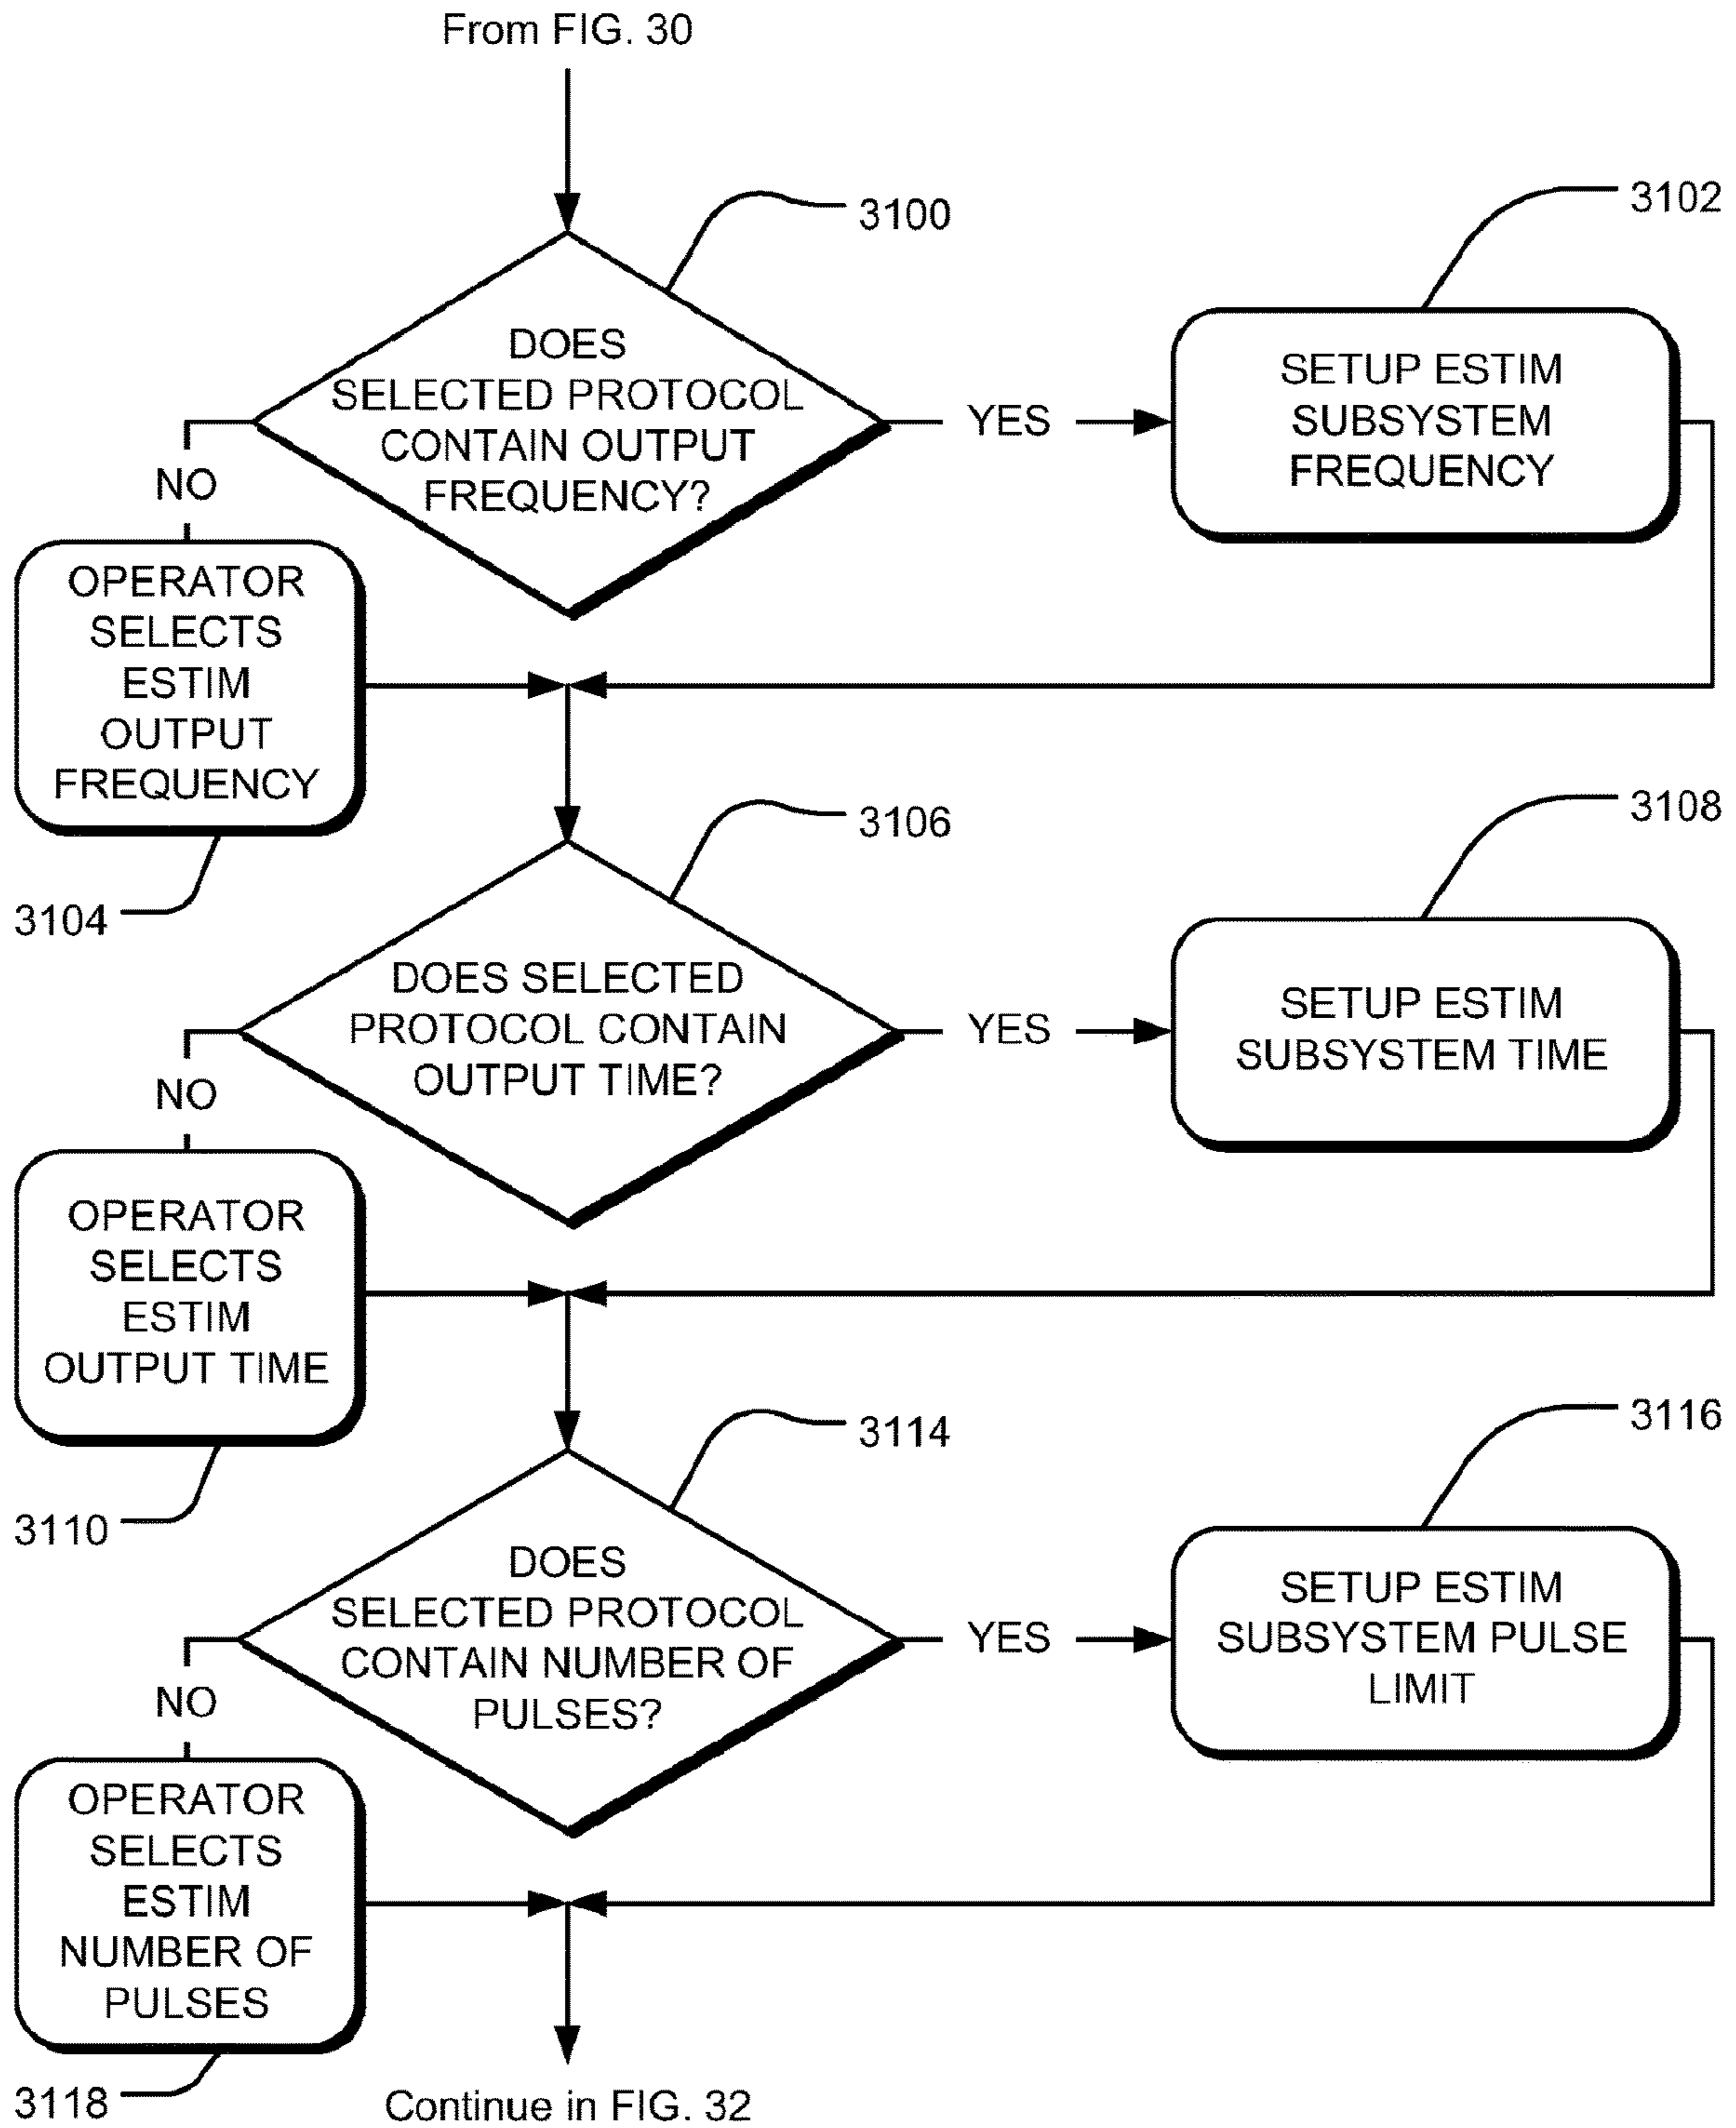 From FIG. 30
3100
3102
DOES
SELECTED PROTOCOL
CONTAIN OUTPUT
FREQUENCY?
YES
SETUP ESTIM
SUBSYSTEM
FREQUENCY
NO
OPERATOR
SELECTS
ESTIM
OUTPUT
FREQUENCY
3104
3106
3108
DOES SELECTED
PROTOCOL CONTAIN
OUTPUT TIME?
YES
SETUP ESTIM
SUBSYSTEM TIME
NO
OPERATOR
SELECTS
ESTIM
OUTPUT TIME
3110
3114
3116
DOES
SELECTED PROTOCOL
CONTAIN NUMBER OF
PULSES?
YES
SETUP ESTIM
SUBSYSTEM PULSE
LIMIT
NO
OPERATOR
SELECTS
ESTIM
NUMBER OF
PULSES
3118
Continue in FIG. 32